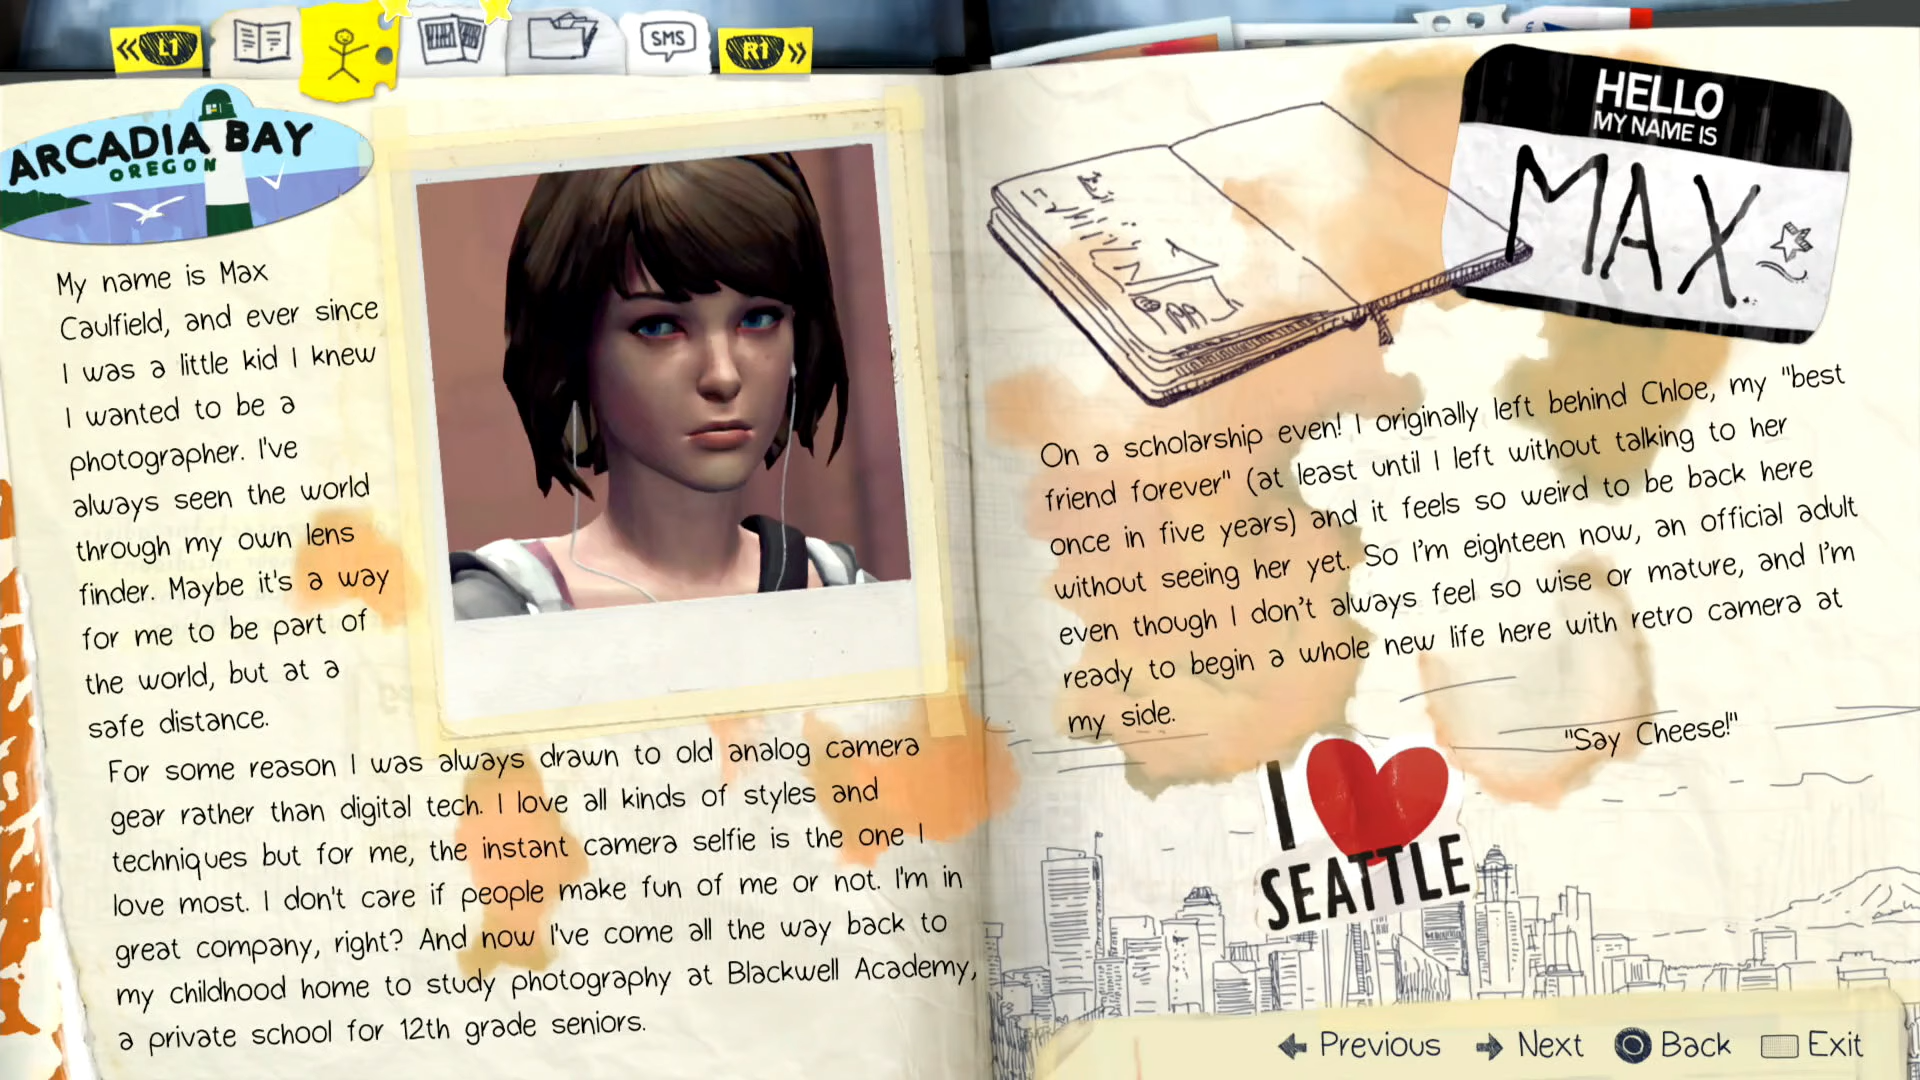 L1
SMS
R1
ARCADIA BAY
OREGON
My name is Max
Caulfield, and ever since
I was a little kid I knew
I wanted to be a
photographer. I've
always seen the world
through my own lens
finder. Maybe it's a way
for me to be part of
the world, but at a
safe distance.
For some reason I was always drawn to old analog camera
gear rather than digital tech. I love all kinds of styles and
techniques but for me, the instant camera selfie is the one I
love most. I don't care if people make fun of me or not. I'm in
great company, right? And now I've come all the way back to
my childhood home to study photography at Blackwell Academy,
a private school for 12th grade seniors.
HELLO
MY NAME IS
MAX.
On a scholarship even! I originally left behind Chloe, my "best
friend forever" (at least until I left without talking to her
once in five years) and it feels so weird to be back here
without seeing her yet. So I'm eighteen now, an official adult
even though I don't always feel so wise or mature, and I'm
ready to begin a whole new life here with retro camera at
my side.
"Say Cheese!"
I
SEATTLE
Previous
Next
Back
Exit